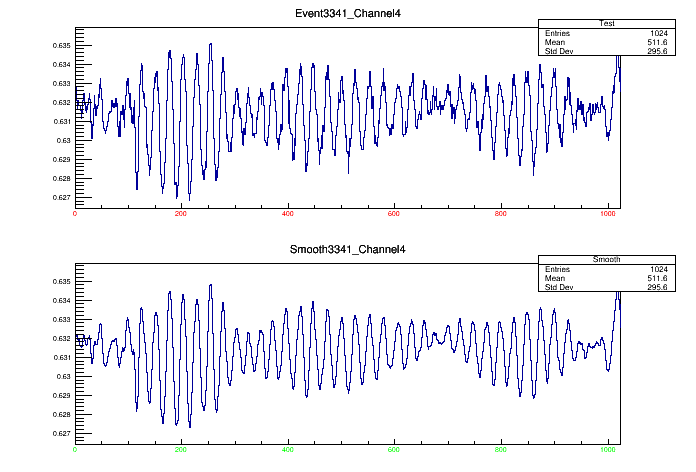 Event3341_Channel4
Test
Entries 1024
Mean 511.6
Std Dev 295.6
0.635
0.634
0.633
0.632
0.631
0.63
0.629
0.628
0.627
0 200 400 600 800 1000
Smooth3341_Channel4
Smooth
Entries 1024
Mean 511.6
Std Dev 295.6
0.635
0.634
0.633
0.632
0.631
0.63
0.629
0.628
0.627
0 200 400 600 800 1000